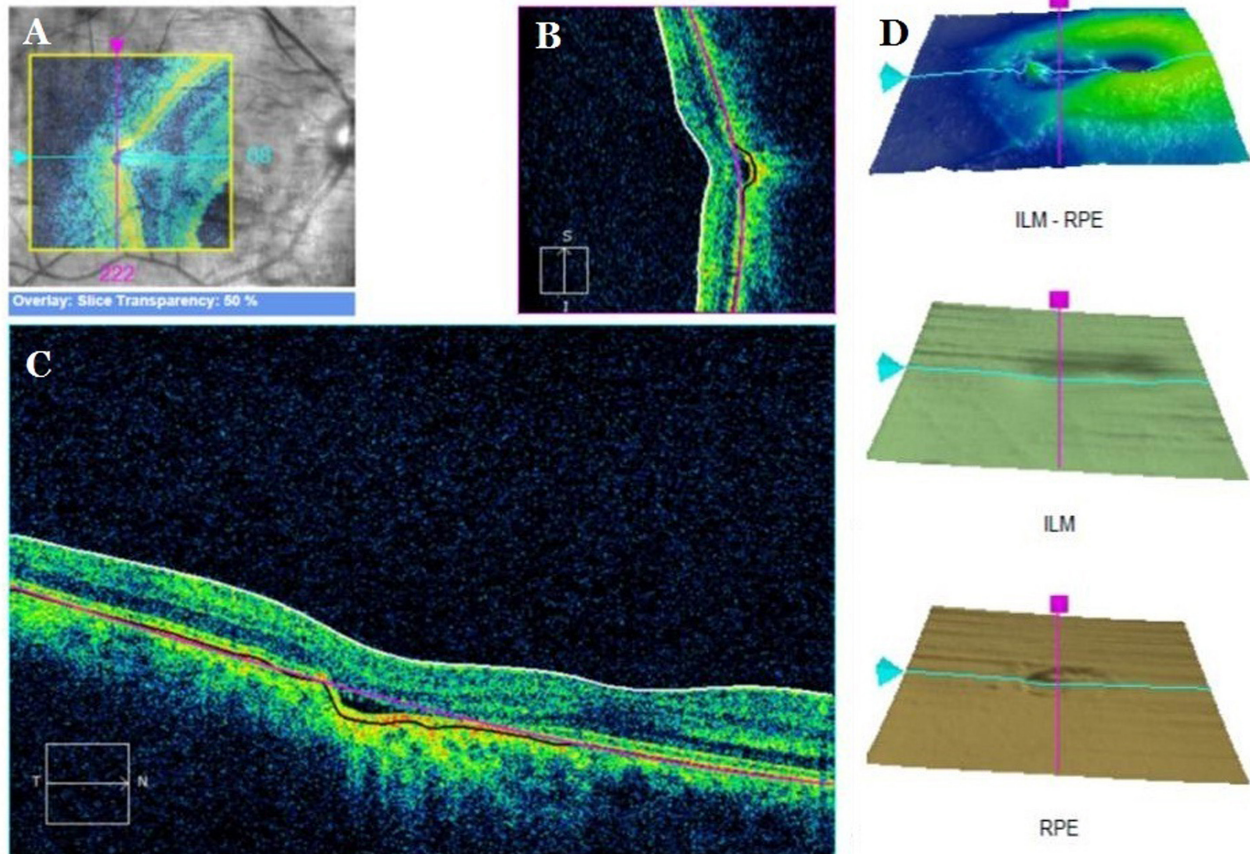 A
68
222
Overlay: Slice Transparency: 50 %
B
S
I
C
T
N
D
ILM - RPE
ILM
RPE